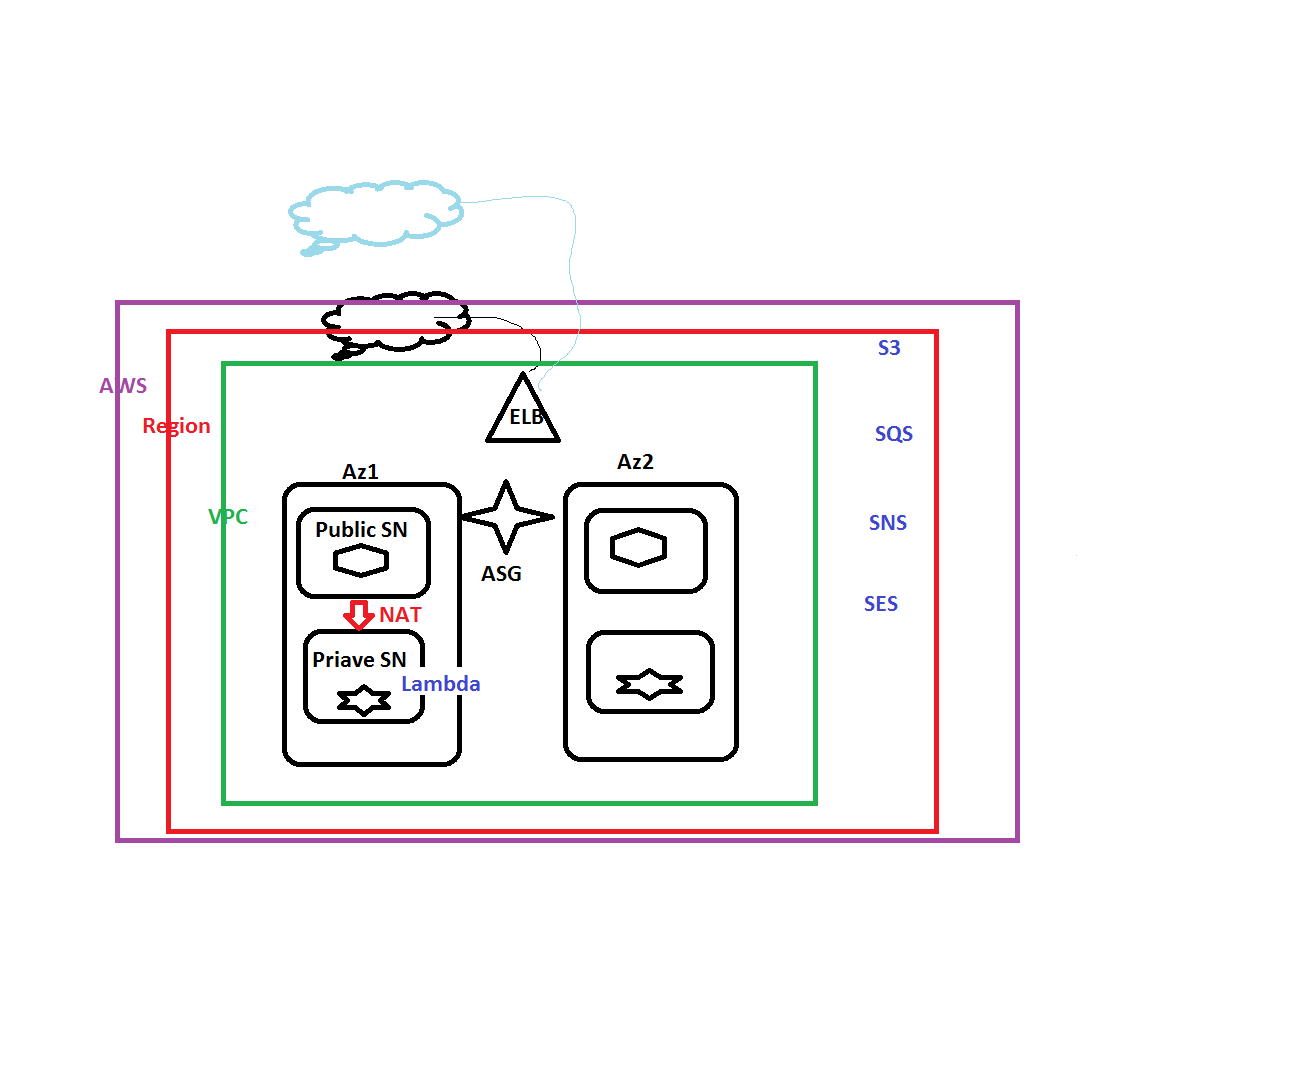 S3
AWS
Region
ELB
SQS
Az1
Az2
VPC
Public SN
SNS
ASG
NAT
SES
Priave SN
Lambda